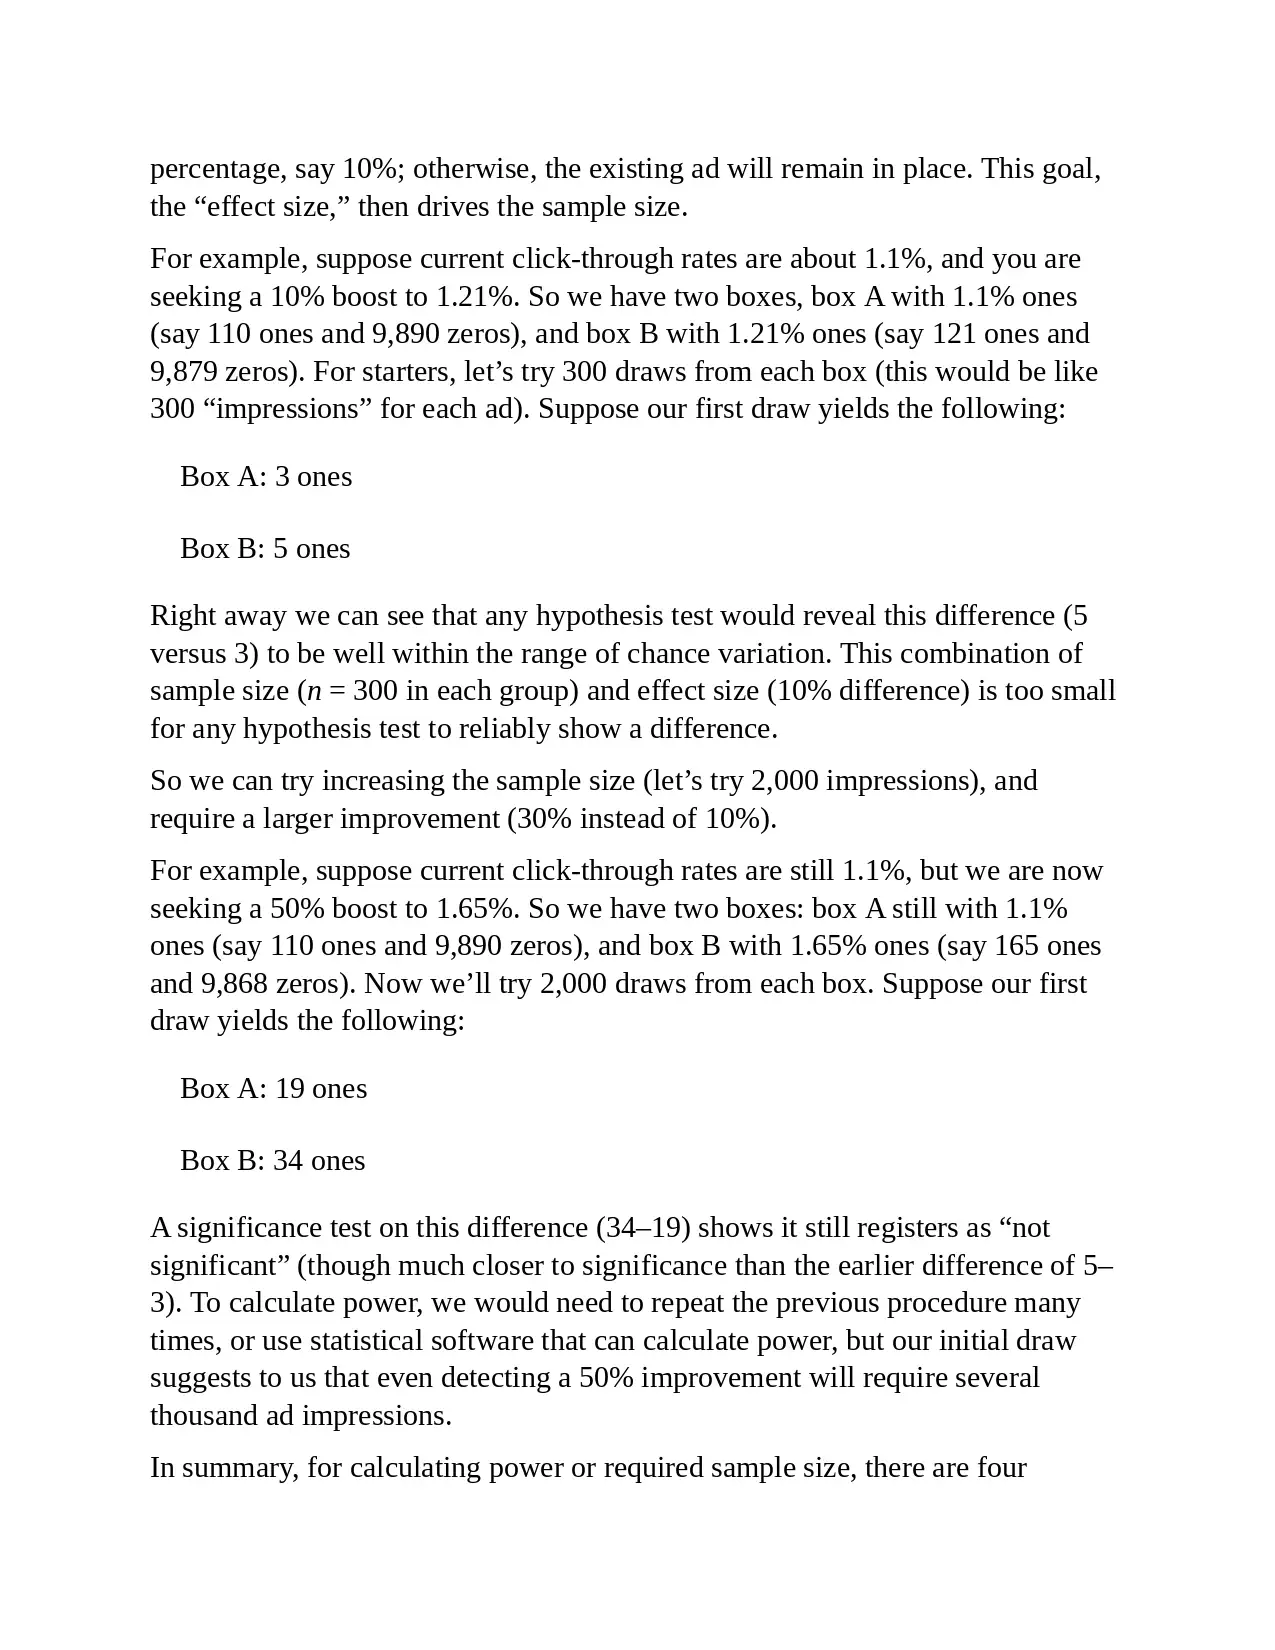 percentage, say 10%; otherwise, the existing ad will remain in place. This goal,
the “effect size,” then drives the sample size.
For example, suppose current click-through rates are about 1.1%, and you are
seeking a 10% boost to 1.21%. So we have two boxes, box A with 1.1% ones
(say 110 ones and 9,890 zeros), and box B with 1.21% ones (say 121 ones and
9,879 zeros). For starters, let’s try 300 draws from each box (this would be like
300 “impressions” for each ad). Suppose our first draw yields the following:
Box A: 3 ones
Box B: 5 ones
Right away we can see that any hypothesis test would reveal this difference (5
versus 3) to be well within the range of chance variation. This combination of
sample size (n = 300 in each group) and effect size (10% difference) is too small
for any hypothesis test to reliably show a difference.
So we can try increasing the sample size (let’s try 2,000 impressions), and
require a larger improvement (30% instead of 10%).
For example, suppose current click-through rates are still 1.1%, but we are now
seeking a 50% boost to 1.65%. So we have two boxes: box A still with 1.1%
ones (say 110 ones and 9,890 zeros), and box B with 1.65% ones (say 165 ones
and 9,868 zeros). Now we’ll try 2,000 draws from each box. Suppose our first
draw yields the following:
Box A: 19 ones
Box B: 34 ones
A significance test on this difference (34–19) shows it still registers as “not
significant” (though much closer to significance than the earlier difference of 5–
3). To calculate power, we would need to repeat the previous procedure many
times, or use statistical software that can calculate power, but our initial draw
suggests to us that even detecting a 50% improvement will require several
thousand ad impressions.
In summary, for calculating power or required sample size, there are four